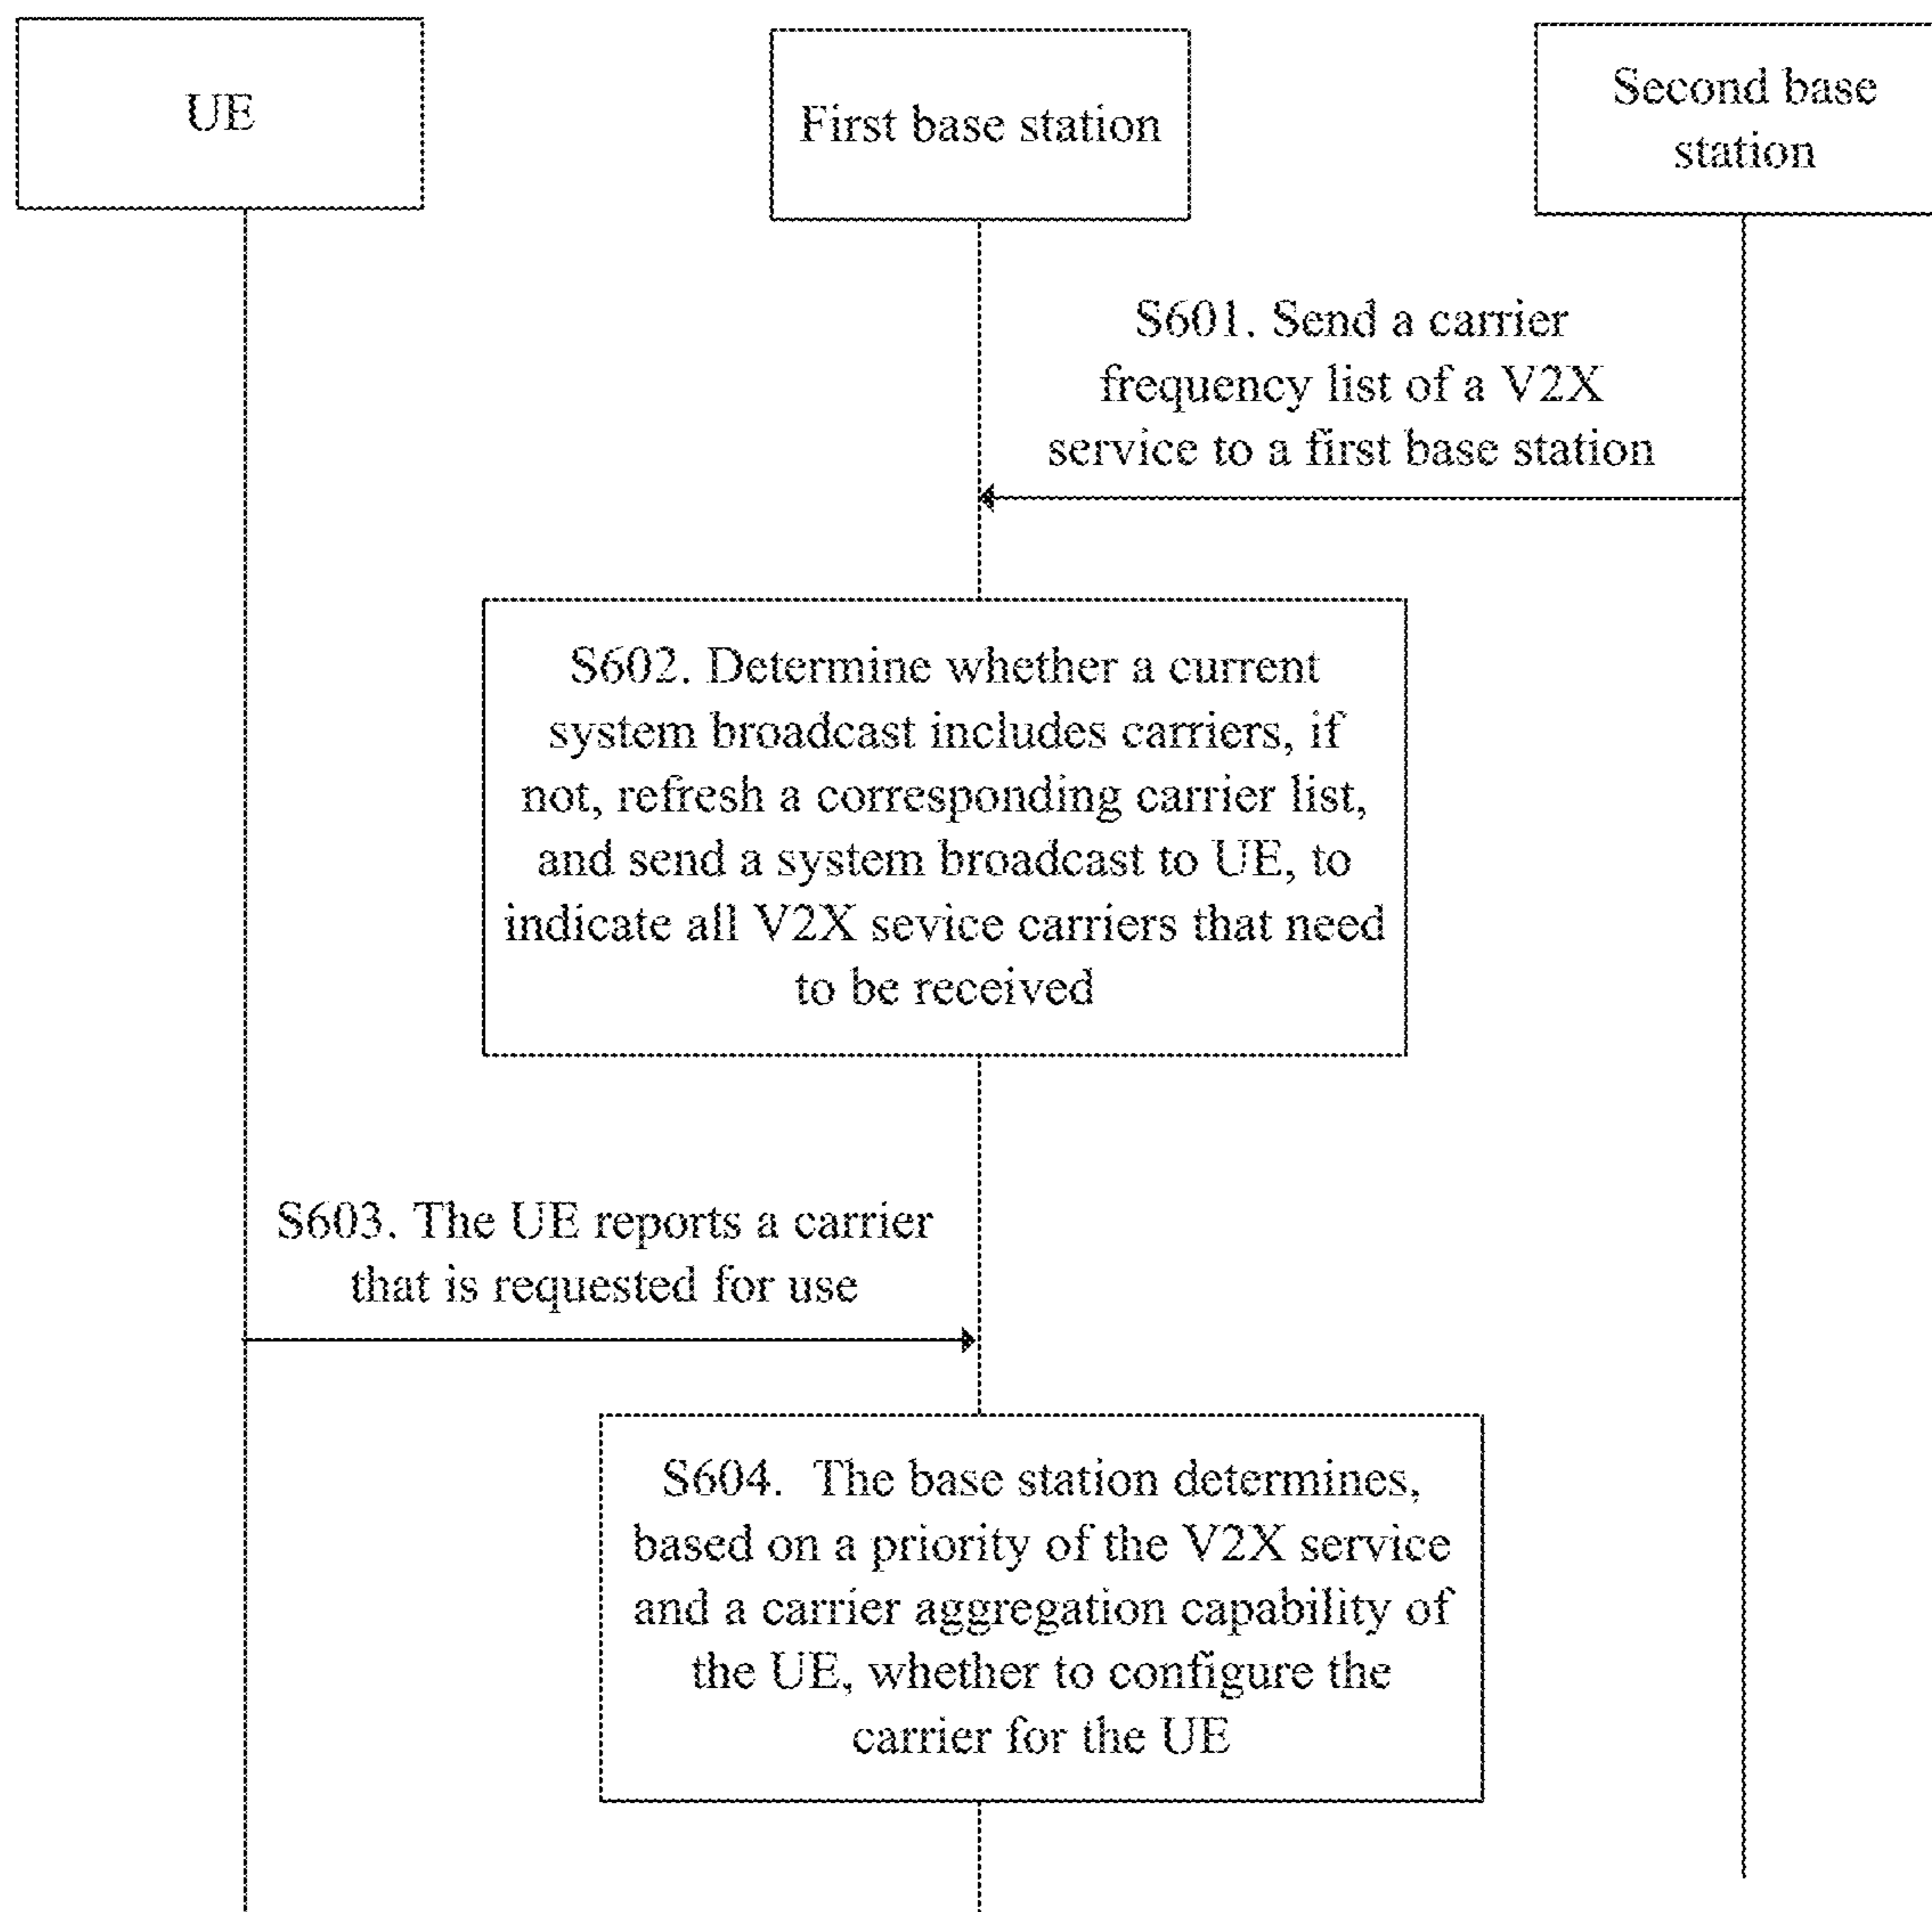 UE
First base station
Second base
station
S601. Send a carrier
frequency list of a V2X
service to a first base station
S602. Determine whether a current
system broadcast includes carriers, if
not, refresh a corresponding carrier list,
and send a system broadcast to UE, to
indicate all V2X sevice carriers that need
to be received
S603. The UE reports a carrier
that is requested for use
S604. The base station determines,
based on a priority of the V2X service
and a carrier aggregation capability of
the UE, whether to configure the
carrier for the UE